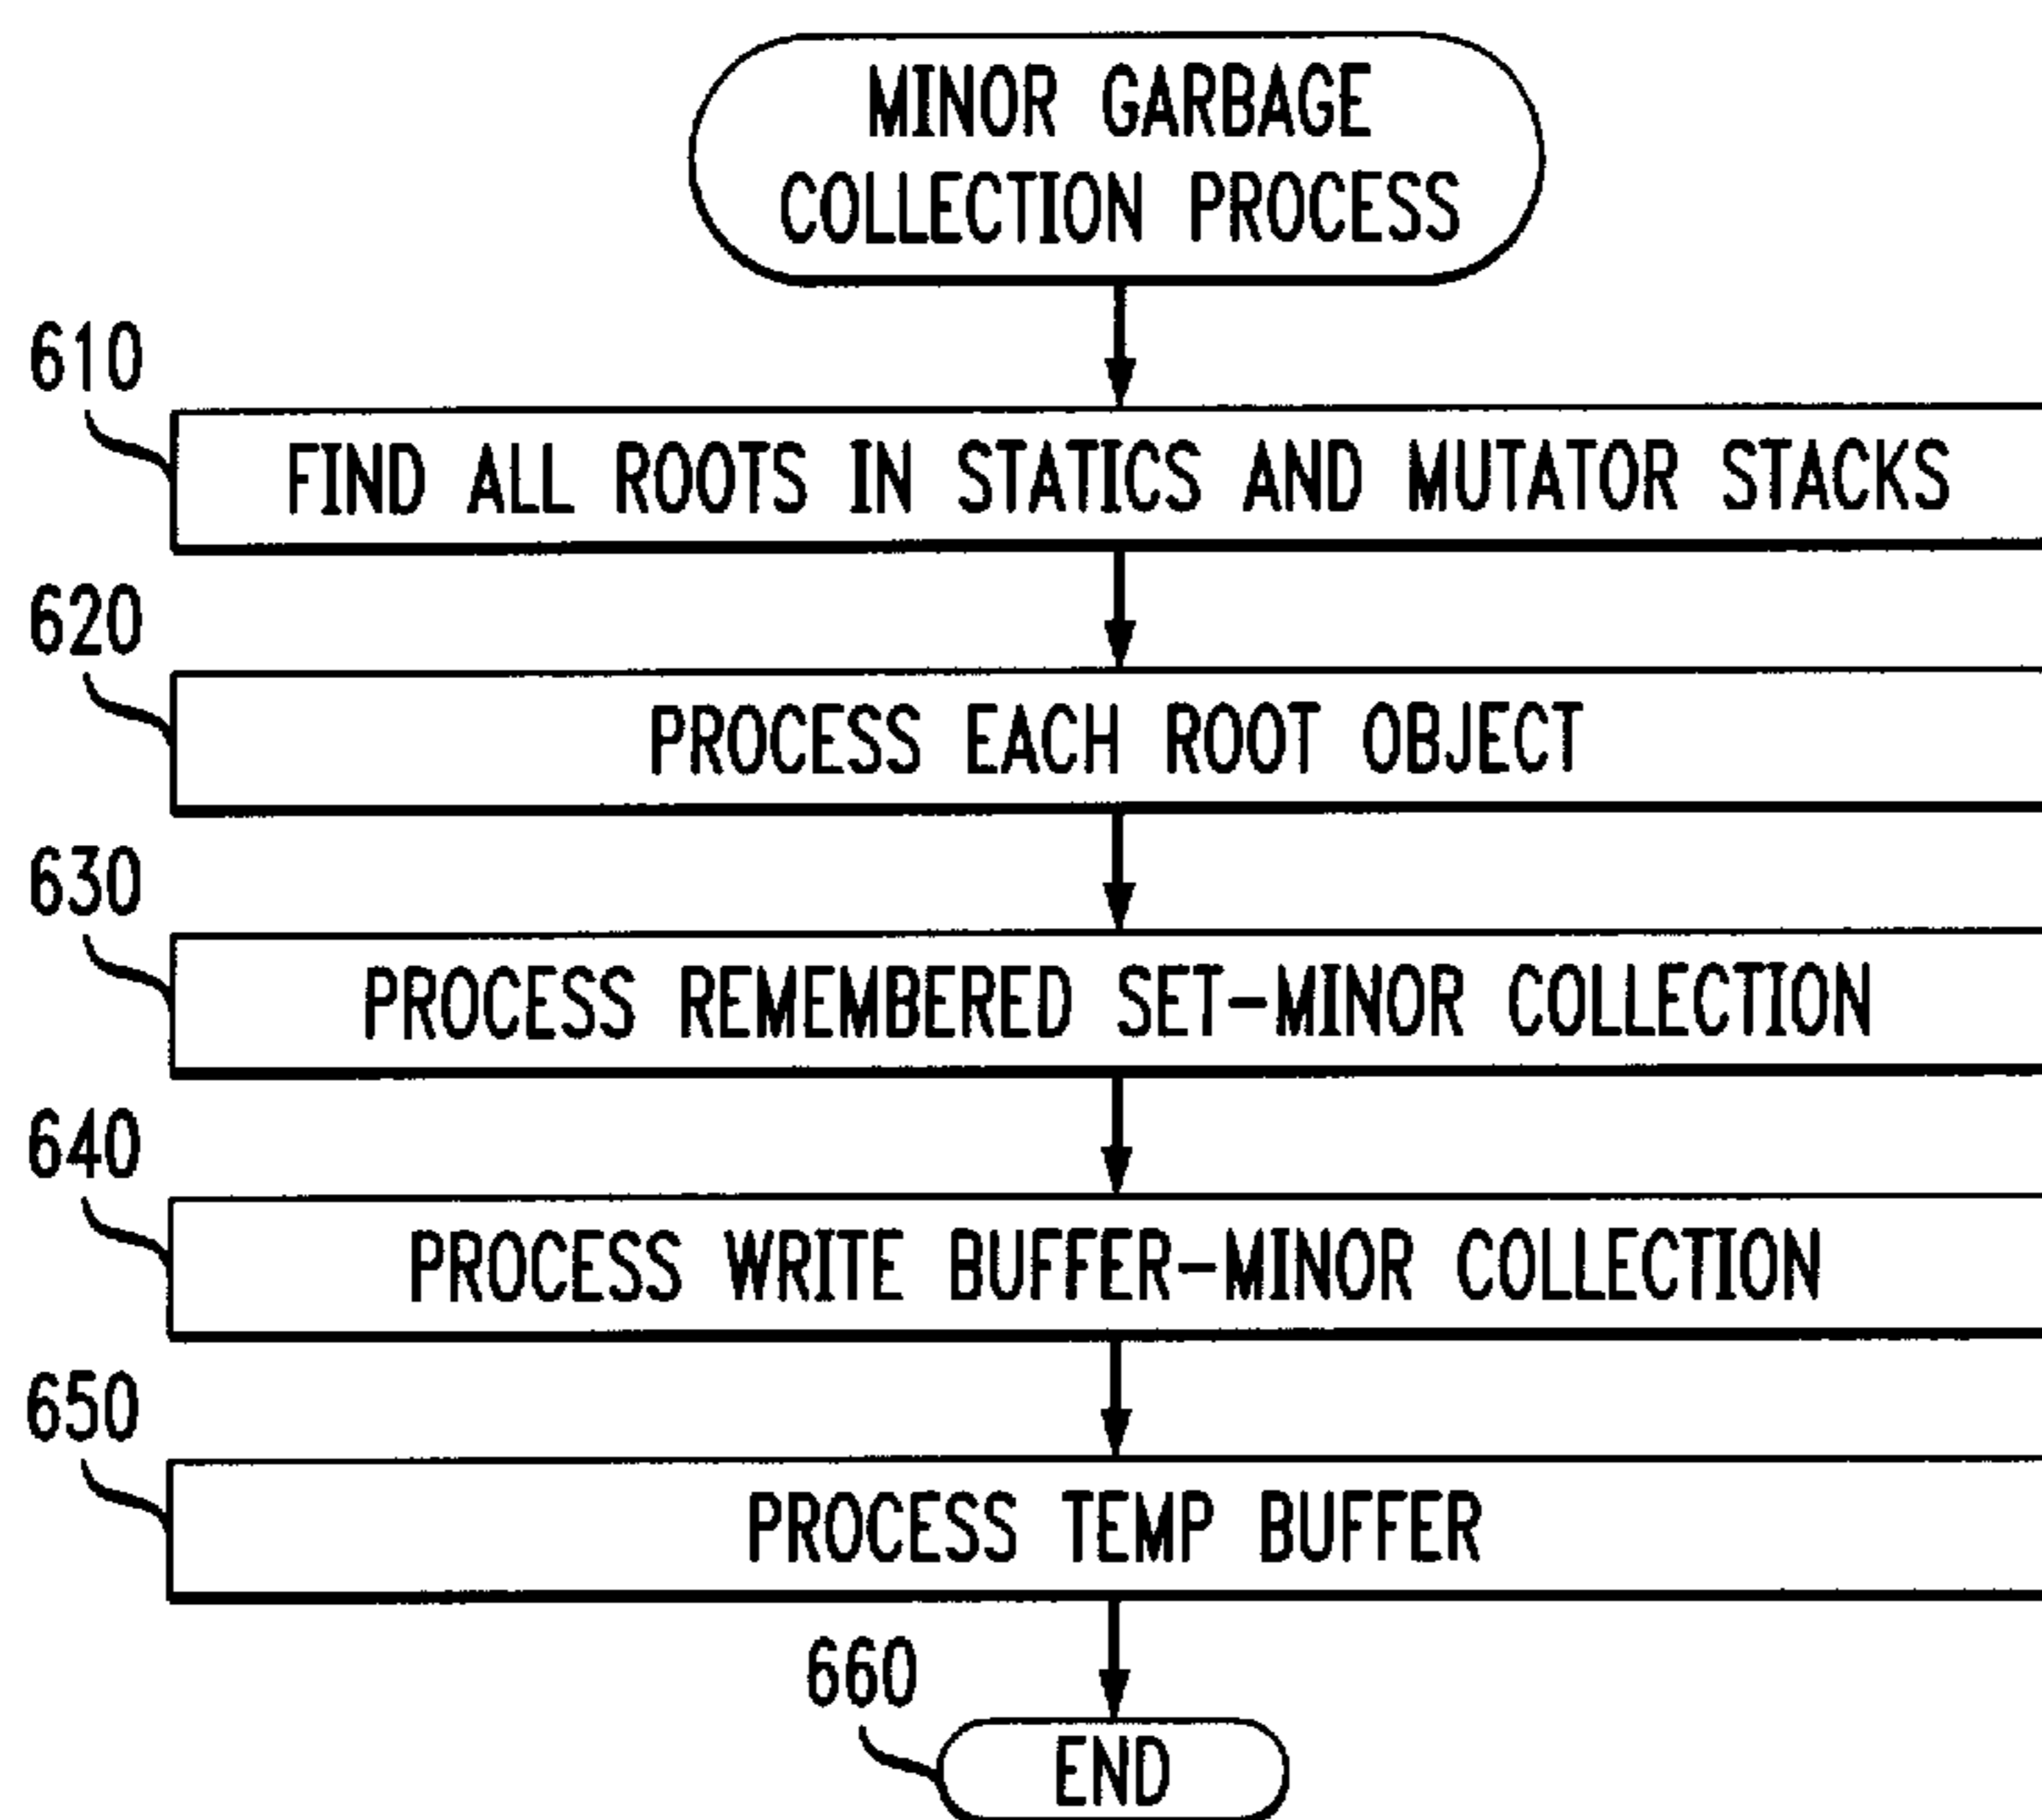 MINOR GARBAGE
COLLECTION PROCESS
610
FIND ALL ROOTS IN STATICS AND MUTATOR STACKS
620
PROCESS EACH ROOT OBJECT
630
PROCESS REMEMBERED SET-MINOR COLLECTION
640
PROCESS WRITE BUFFER-MINOR COLLECTION
650
PROCESS TEMP BUFFER
660
END